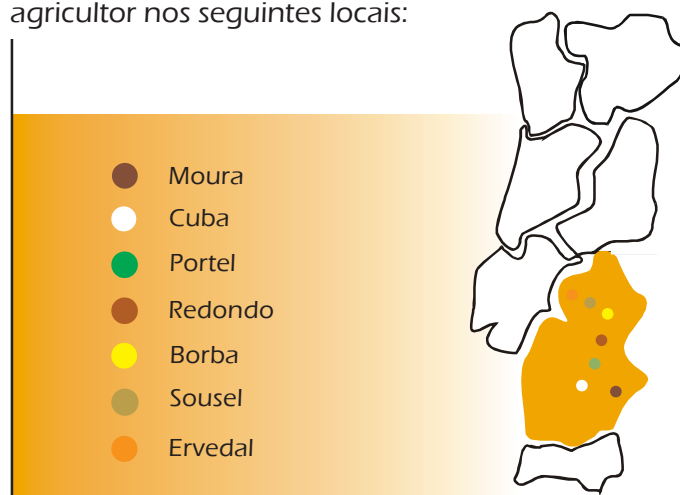 agricultor nos seguintes locais:
Moura
Cuba
Portel
Redondo
Borba
Sousel
Ervedal